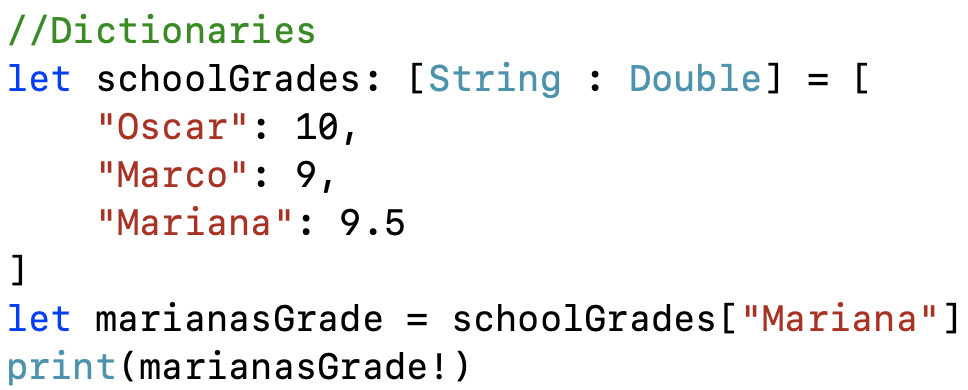 //Dictionaries
let schoolGrades: [String : Double] = [
    "Oscar": 10,
    "Marco": 9,
    "Mariana": 9.5
]
let marianasGrade = schoolGrades["Mariana"]
print(marianasGrade!)